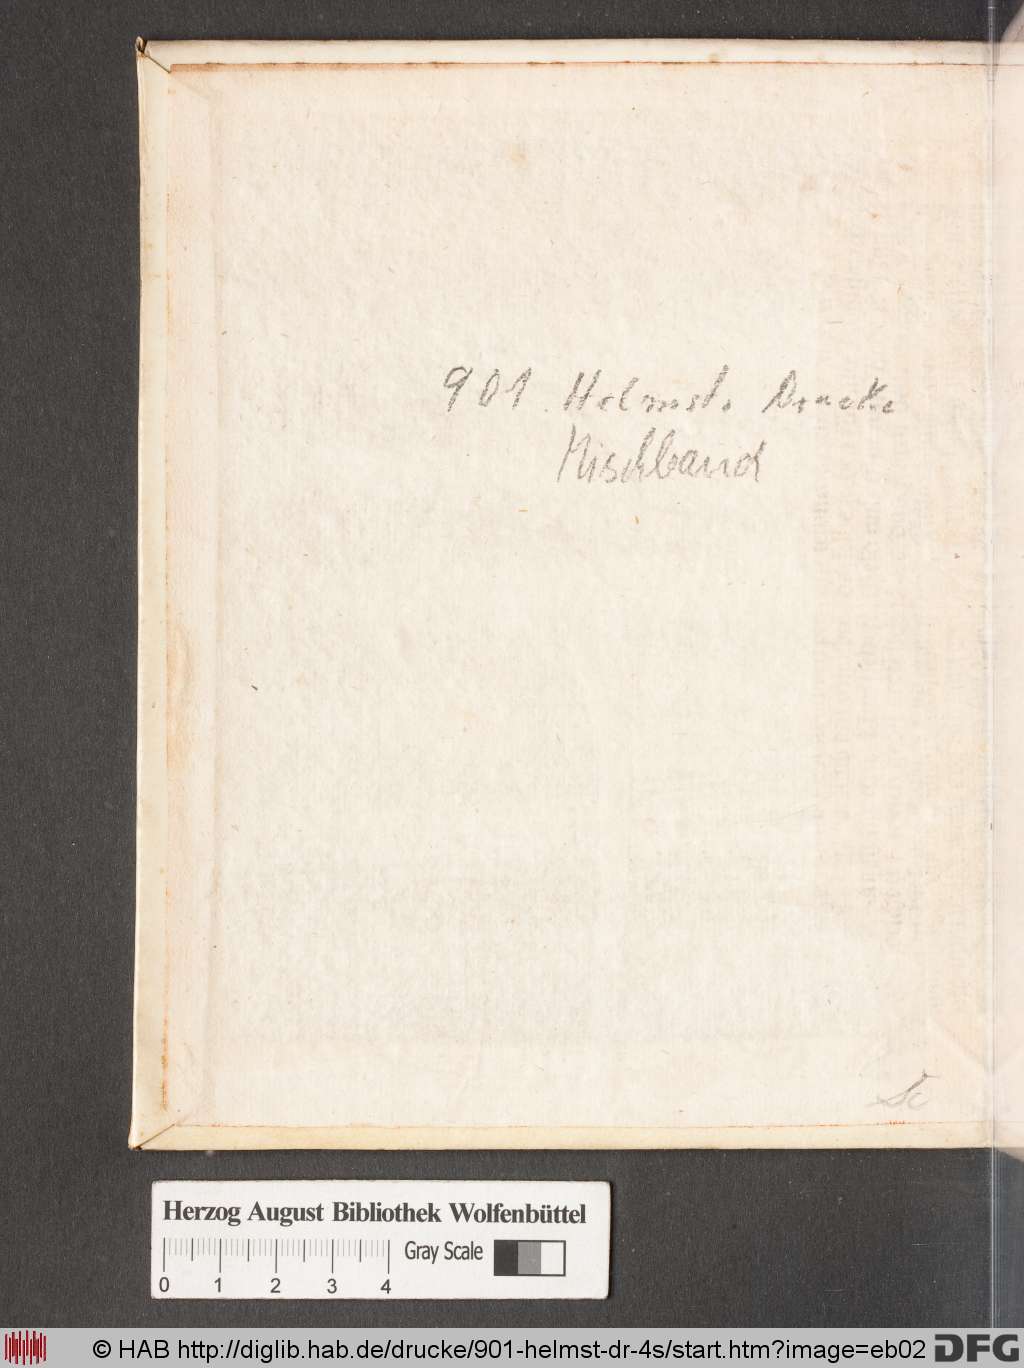 901. Helmst. Drucke
Mischband
Sc
Herzog August Bibliothek Wolfenbüttel
Gray Scale
0 1 2 3 4
© HAB http://diglib.hab.de/drucke/901-helmst-dr-4s/start.htm?image=eb02
DFG